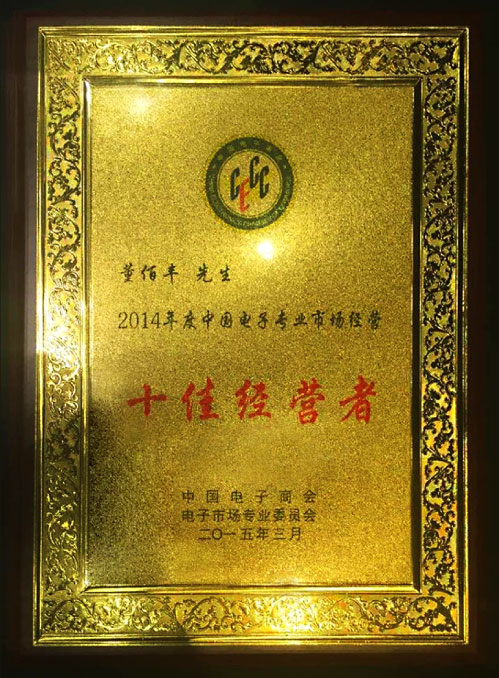 CECC
董佰丰 先生
2014年度中国电子专业市场经营
十佳经营者
中国电子商会
电子市场专业委员会
二〇一五年三月